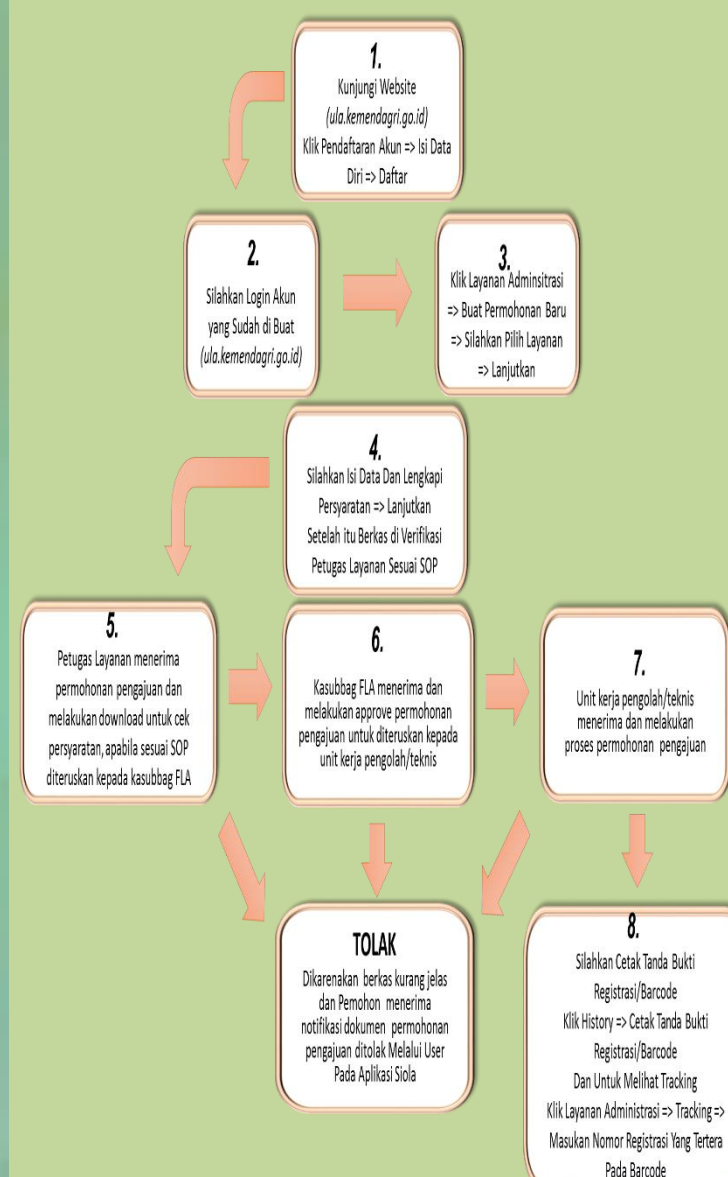 1.
Kunjungi Website
(ula.kemendagri.go.id)
Klik Pendaftaran Akun => Isi Data
Diri => Daftar
2.
Silahkan Login Akun
yang Sudah di Buat
(ula.kemendagri.go.id)
3.
Klik Layanan Adminsitrasi
=> Buat Permohonan Baru
=> Silahkan Pilih Layanan
=> Lanjutkan
4.
Silahkan Isi Data Dan Lengkapi
Persyaratan => Lanjutkan
Setelah itu Berkas di Verifikasi
Petugas Layanan Sesuai SOP
5.
Petugas Layanan menerima
permohonan pengajuan dan
melakukan download untuk cek
persyaratan, apabila sesuai SOP
diteruskan kepada kasubbag FLA
6.
Kasubbag FLA menerima dan
melakukan approve permohonan
pengajuan untuk diteruskan kepada
unit kerja pengolah/teknis
7.
Unit kerja pengolah/teknis
menerima dan melakukan
proses permohonan pengajuan
TOLAK
Dikarenakan berkas kurang jelas
dan Pemohon menerima
notifikasi dokumen permohonan
pengajuan ditolak Melalui User
Pada Aplikasi Siola
8.
Silahkan Cetak Tanda Bukti
Registrasi/Barcode
Klik History => Cetak Tanda Bukti
Registrasi/Barcode
Dan Untuk Melihat Tracking
Klik Layanan Administrasi => Tracking =>
Masukan Nomor Registrasi Yang Tertera
Pada Barcode